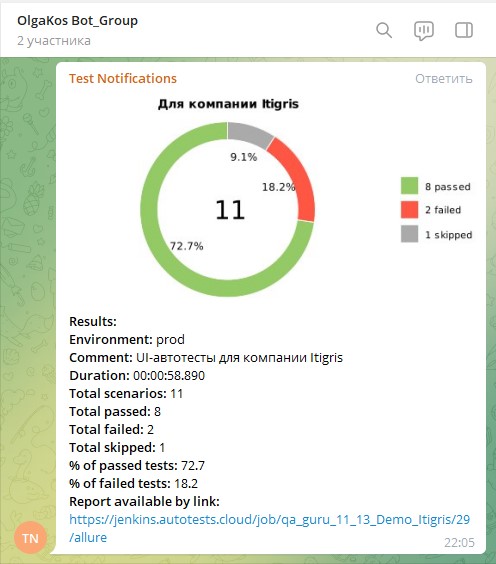 OlgaKos Bot_Group
2 участника
Test Notifications
Ответить
Для компании Itigris
9.1%
18.2%
11
72.7%
8 passed
2 failed
1 skipped
Results:
Environment: prod
Comment: UI-автотесты для компании Itigris
Duration: 00:00:58.890
Total scenarios: 11
Total passed: 8
Total failed: 2
Total skipped: 1
% of passed tests: 72.7
% of failed tests: 18.2
Report available by link:
https://jenkins.autotests.cloud/job/qa_guru_11_13_Demo_Itigris/29
/allure
TN
22:05